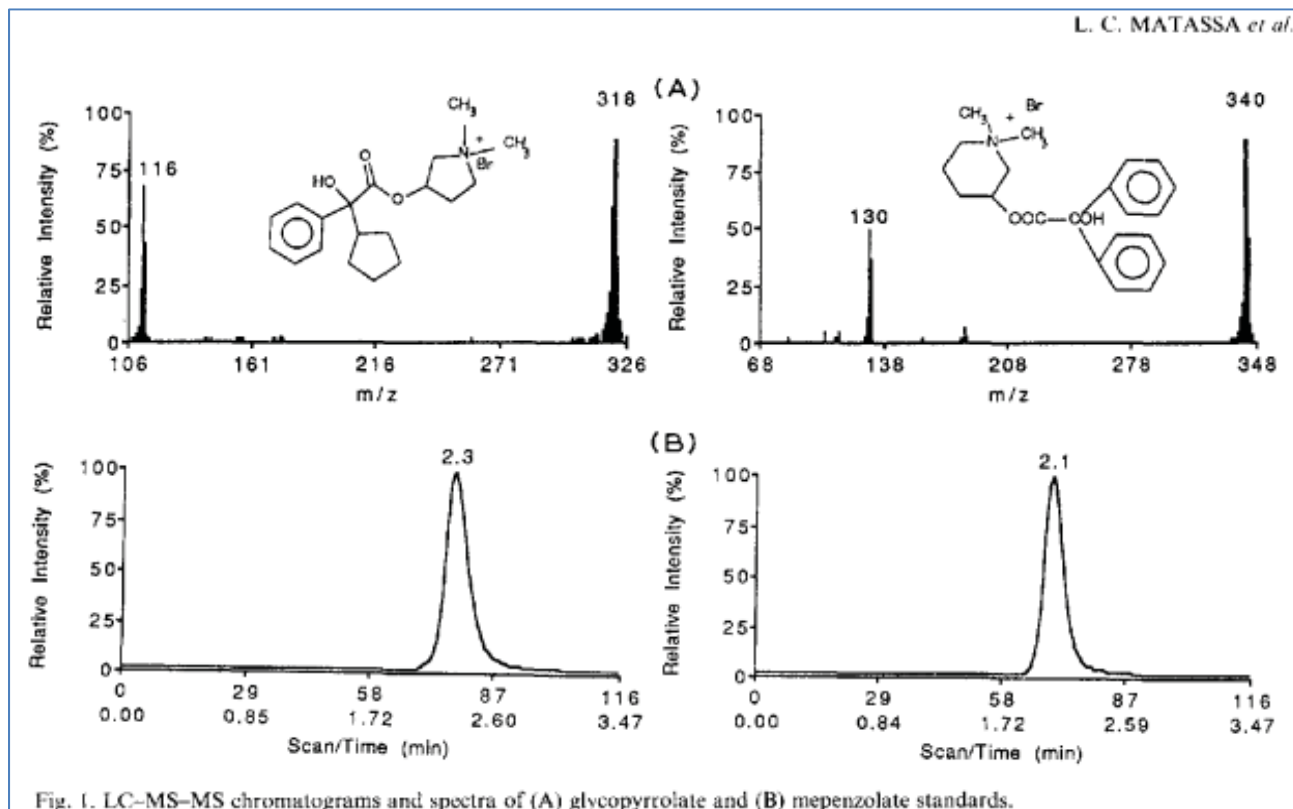 L. C. MATASSA et al.
(A)
Relative Intensity (%)
100
75
50
25
0
116
318
CH3
N
+
CH3
Br
O
HO
O
106 161 216 271 326
m/z
Relative Intensity (%)
100
75
50
25
0
130
340
CH3
+
Br
N
CH3
OOC
COH
68 138 208 278 348
m/z
(B)
Relative Intensity (%)
100
75
50
25
0
2.3
0 29 58 87 116
0.00 0.85 1.72 2.60 3.47
Scan/Time (min)
Relative Intensity (%)
100
75
50
25
0
2.1
0 29 58 87 116
0.00 0.84 1.72 2.59 3.47
Scan/Time (min)
Fig. 1. LC-MS-MS chromatograms and spectra of (A) glycopyrrolate and (B) mepenzolate standards.